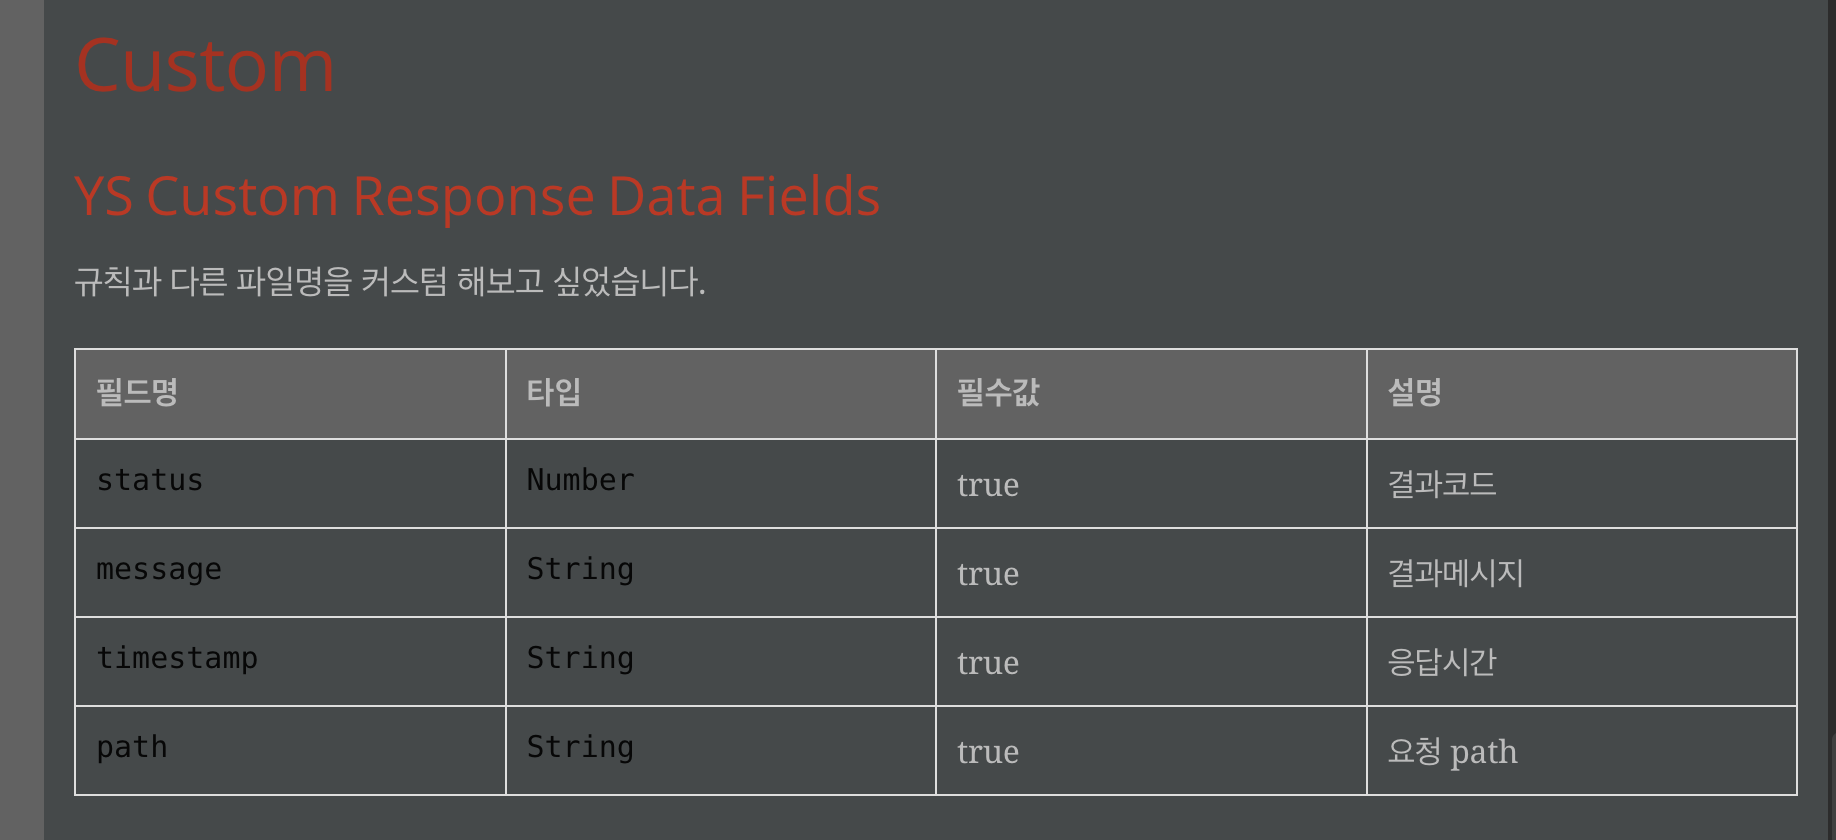 Custom
YS Custom Response Data Fields
규칙과 다른 파일명을 커스텀 해보고 싶었습니다.
필드명 타입 필수값 설명
status Number true 결과코드
message String true 결과메시지
timestamp String true 응답시간
path String true 요청 path